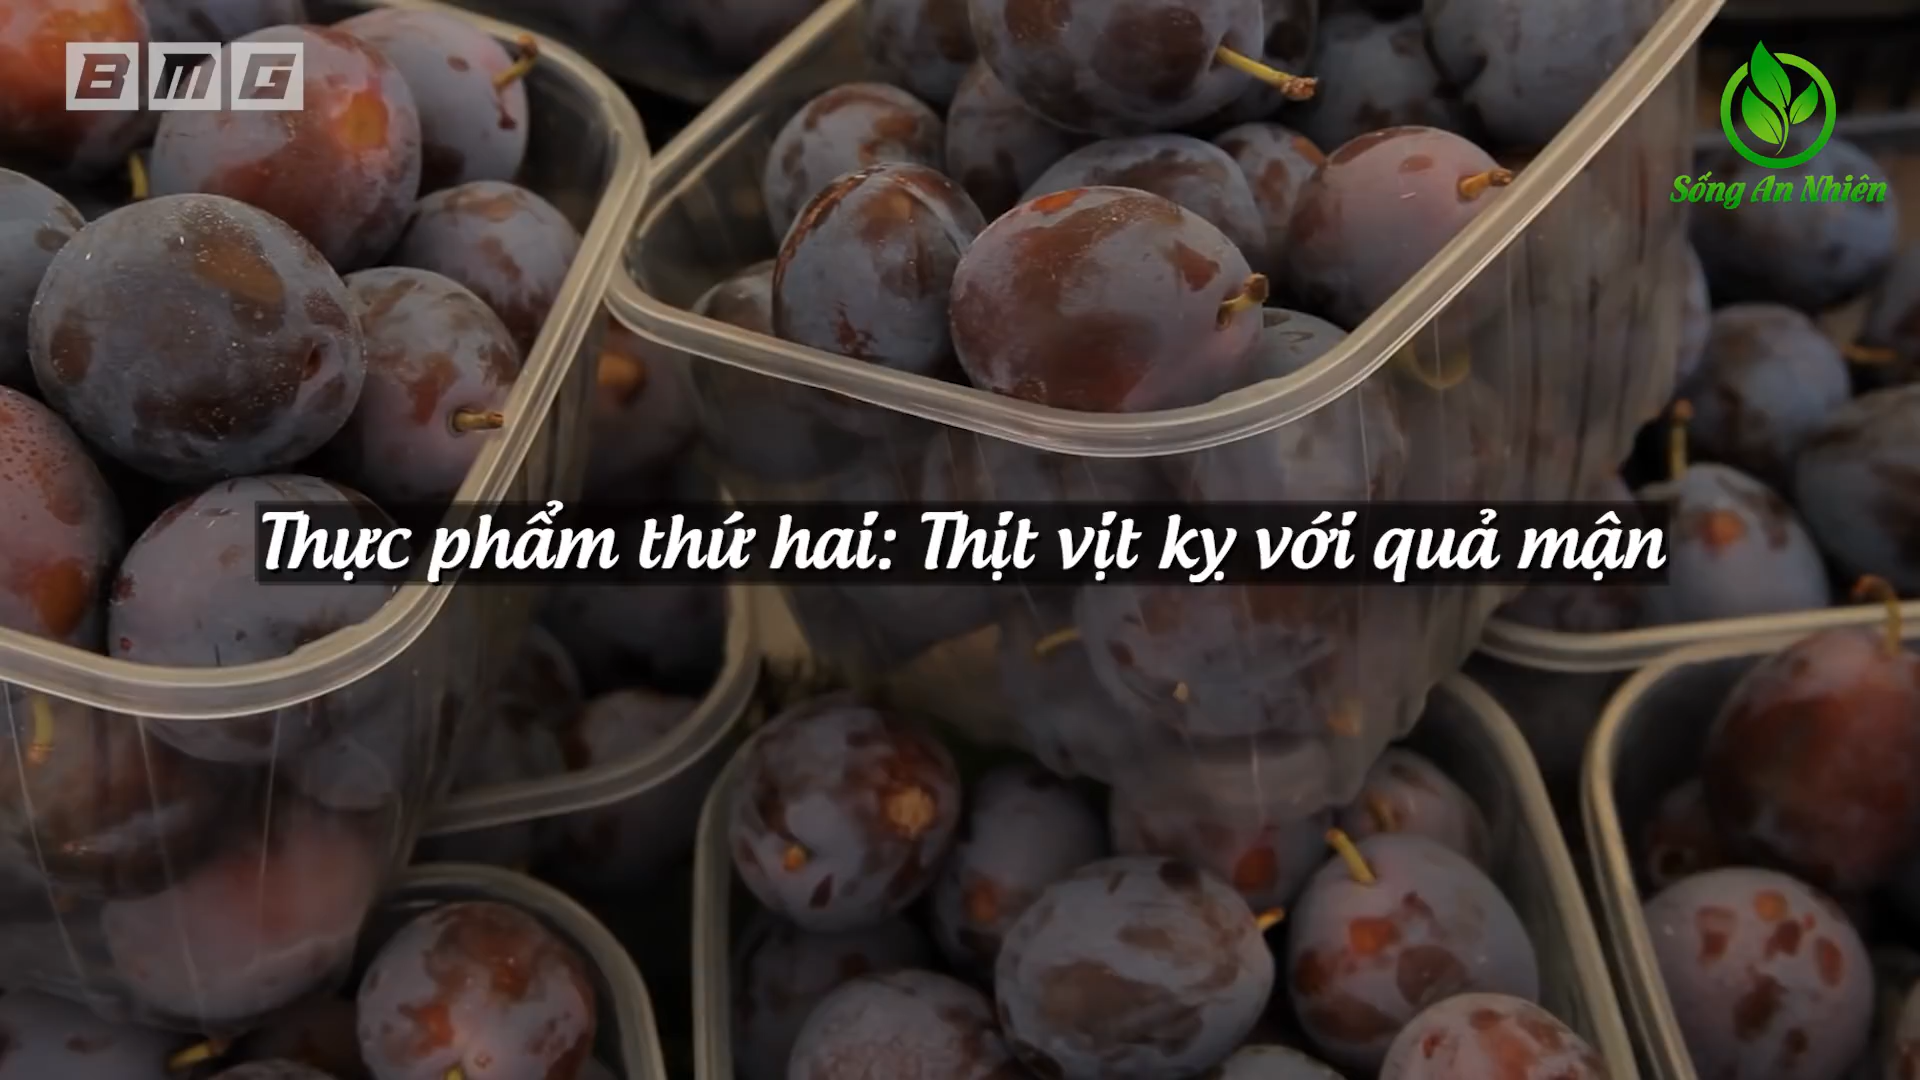 BMG
Sống An Nhiên
Thực phẩm thứ hai: Thịt vịt kỵ với quả mận